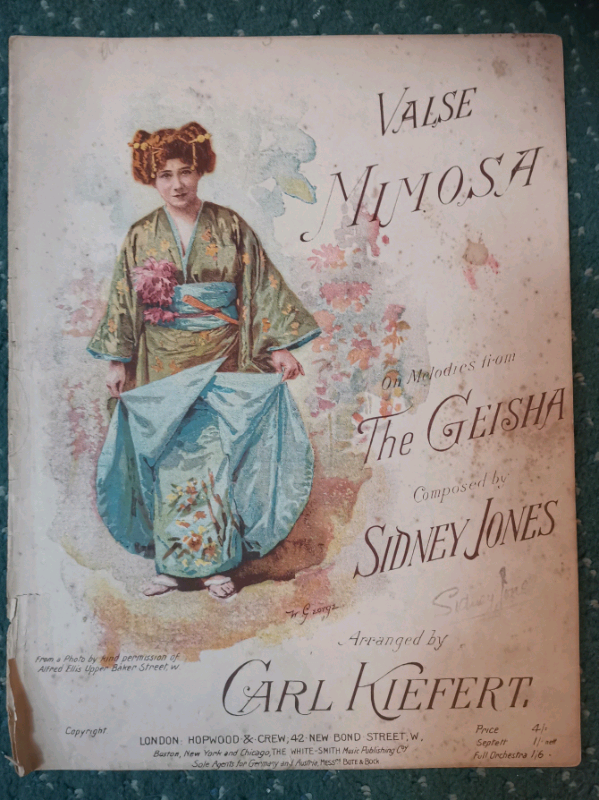 VALSE
MIMOSA
On Melodies from
The GEISHA
Composed by
SIDNEY JONES
W. George
Arranged by
CARL KIEFERT.
From a Photo by kind permission of
Alfred Ellis Upper Baker Street, W.
Copyright
LONDON: HOPWOOD & CREW, 42 NEW BOND STREET, W.
Boston, New York and Chicago, THE WHITE-SMITH Music Publishing Coy
Sole Agents for Germany and Austria, Messrs BOTE & BOCK
Price 4/-
Septett 1/- nett
Full Orchestra 1/6 "